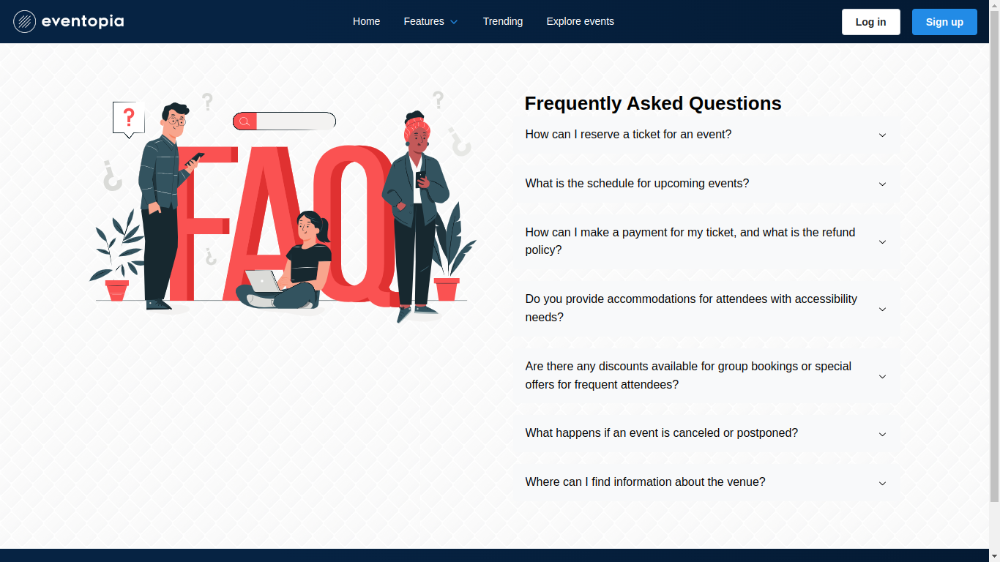 eventopia
Home
Features
Trending
Explore events
Log in
Sign up
?
?
?
?
?
?
FAQ
Frequently Asked Questions
How can I reserve a ticket for an event?
What is the schedule for upcoming events?
How can I make a payment for my ticket, and what is the refund
policy?
Do you provide accommodations for attendees with accessibility
needs?
Are there any discounts available for group bookings or special
offers for frequent attendees?
What happens if an event is canceled or postponed?
Where can I find information about the venue?